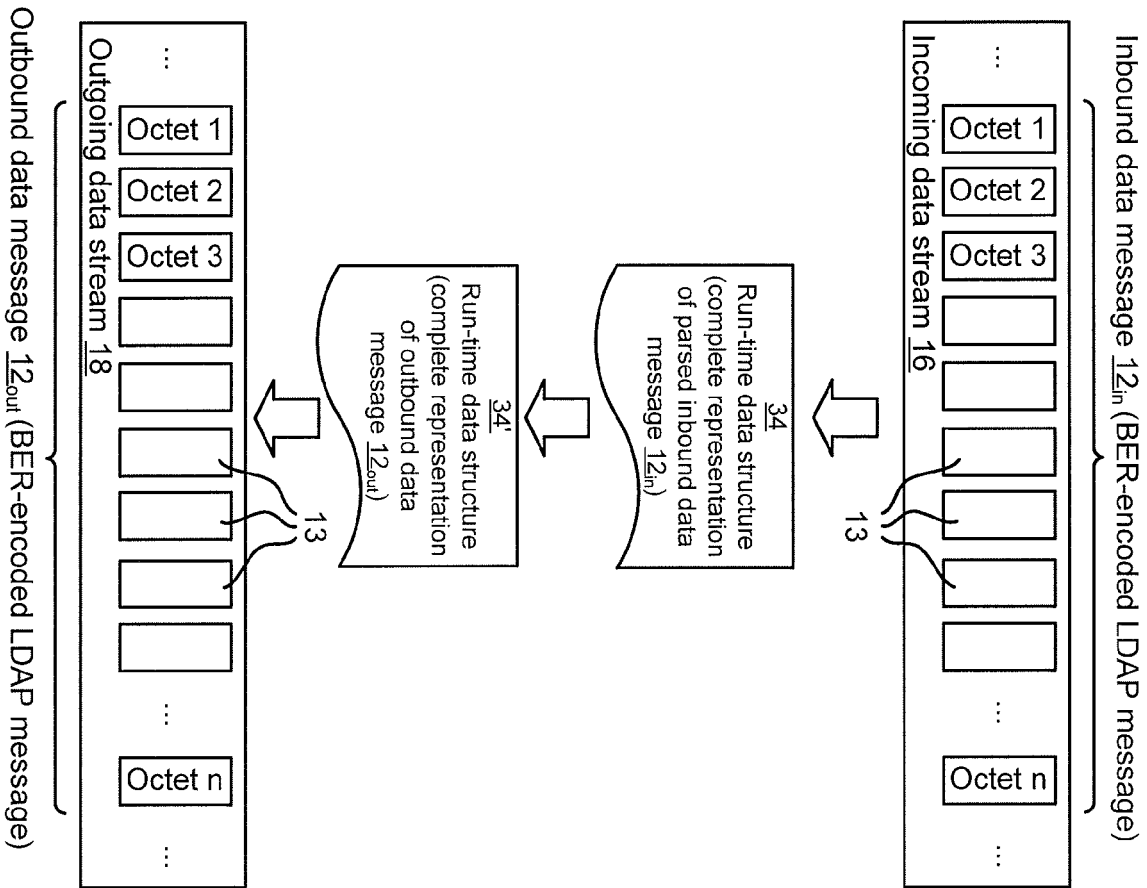 Inbound data message 12in (BER-encoded LDAP message)
... Octet 1 Octet 2 Octet 3 ... Octet n ...
Incoming data stream 16
13
34
Run-time data structure
(complete representation
of parsed inbound data
message 12in)
34'
Run-time data structure
(complete representation
of outbound data
message 12out)
13
... Octet 1 Octet 2 Octet 3 ... Octet n ...
Outgoing data stream 18
Outbound data message 12out (BER-encoded LDAP message)